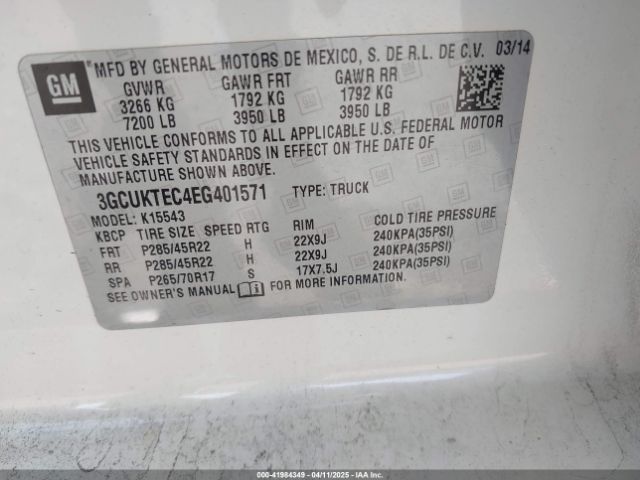 GM
MFD BY GENERAL MOTORS DE MEXICO, S. DE R.L. DE C.V. 03/14
GVWR GAWR FRT GAWR RR
3266 KG 1792 KG 1792 KG
7200 LB 3950 LB 3950 LB
THIS VEHICLE CONFORMS TO ALL APPLICABLE U.S. FEDERAL MOTOR
VEHICLE SAFETY STANDARDS IN EFFECT ON THE DATE OF
MANUFACTURE SHOWN ABOVE.
3GCUKTEC4EG401571 TYPE: TRUCK
MODEL: K15543
KBCP TIRE SIZE SPEED RTG RIM COLD TIRE PRESSURE
FRT P285/45R22 H 22X9J 240KPA(35PSI)
RR P285/45R22 H 22X9J 240KPA(35PSI)
SPA P265/70R17 S 17X7.5J 240KPA(35PSI)
SEE OWNER'S MANUAL FOR MORE INFORMATION.
000-41984349 - 04/11/2025 - IAAI.COM